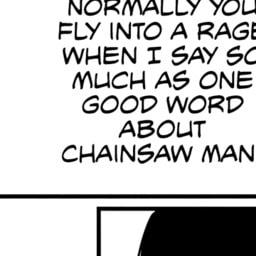 NORMALLY YOU
FLY INTO A RAGE
WHEN I SAY SO
MUCH AS ONE
GOOD WORD
ABOUT
CHAINSAW MAN